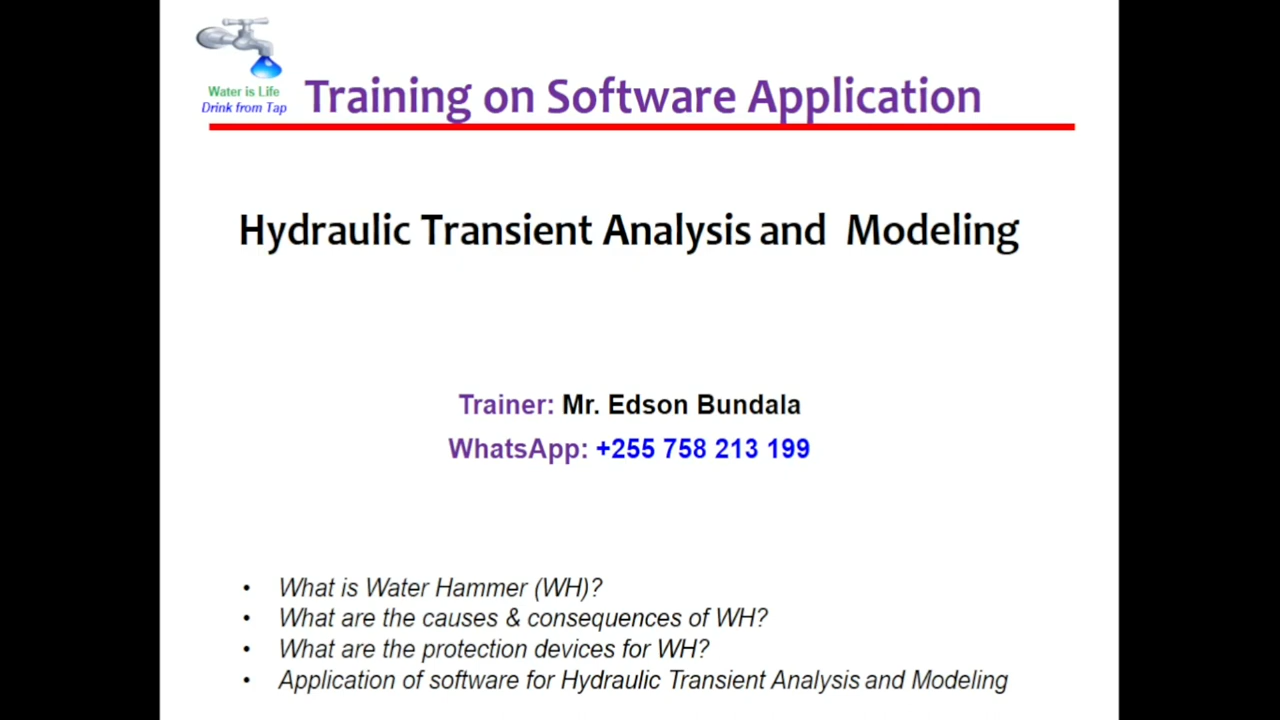 Water is Life
Drink from Tap
Training on Software Application
Hydraulic Transient Analysis and Modeling
Trainer: Mr. Edson Bundala
WhatsApp: +255 758 213 199
• What is Water Hammer (WH)?
• What are the causes & consequences of WH?
• What are the protection devices for WH?
• Application of software for Hydraulic Transient Analysis and Modeling